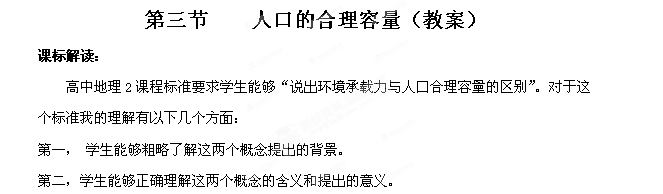 第三节　　人口的合理容量（教案）
课标解读：
高中地理2课程标准要求学生能够“说出环境承载力与人口合理容量的区别”。对于这
个标准我的理解有以下几个方面：
第一， 学生能够粗略了解这两个概念提出的背景。
第二，学生能够正确理解这两个概念的含义和提出的意义。